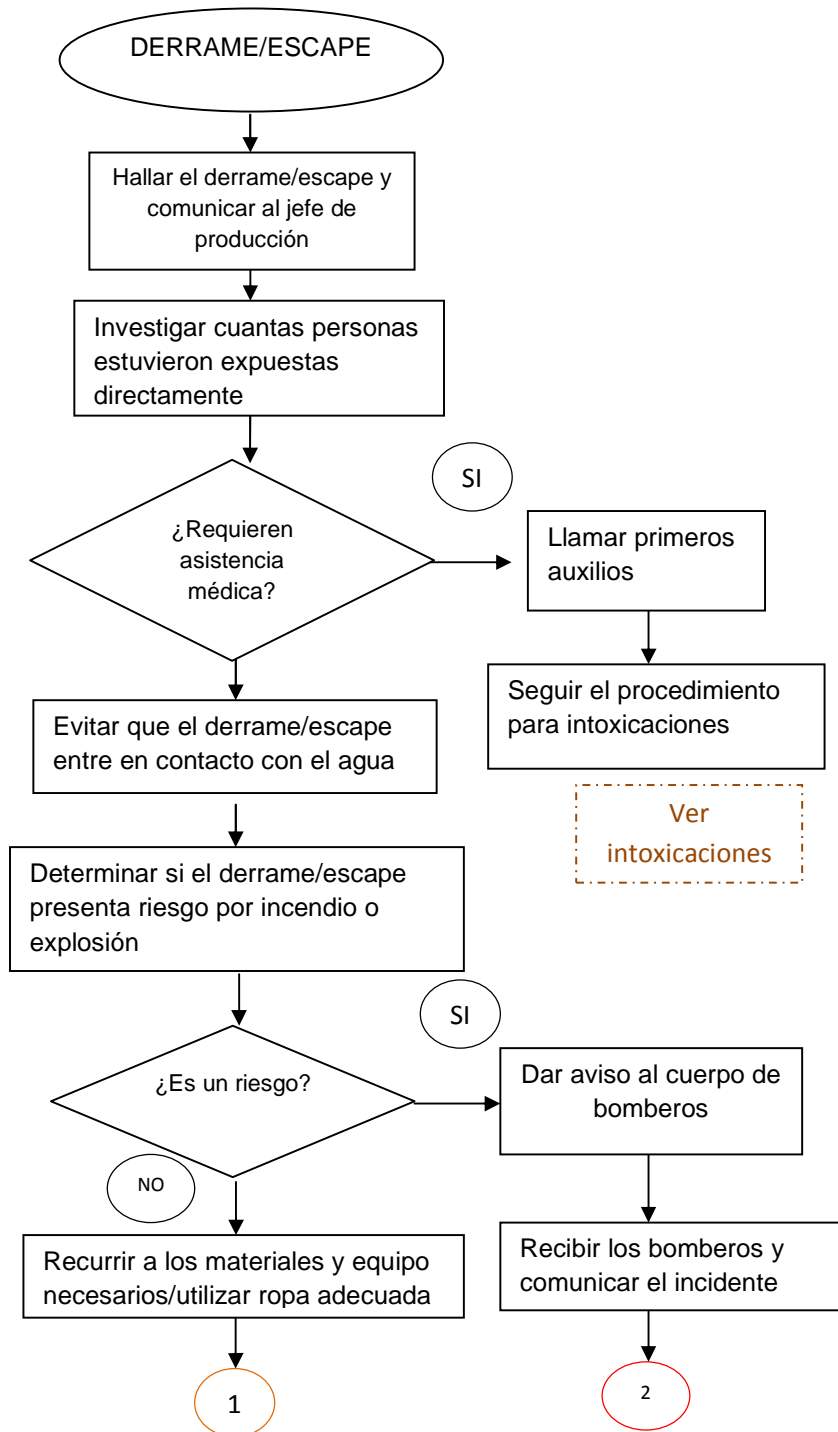 DERRAME/ESCAPE
Hallar el derrame/escape y
comunicar al jefe de
producción
Investigar cuantas personas
estuvieron expuestas
directamente
SI
¿Requieren
asistencia
médica?
Llamar primeros
auxilios
Seguir el procedimiento
para intoxicaciones
Ver
intoxicaciones
Evitar que el derrame/escape
entre en contacto con el agua
Determinar si el derrame/escape
presenta riesgo por incendio o
explosión
SI
¿Es un riesgo?
Dar aviso al cuerpo de
bomberos
NO
Recurrir a los materiales y equipo
necesarios/utilizar ropa adecuada
Recibir los bomberos y
comunicar el incidente
1
2